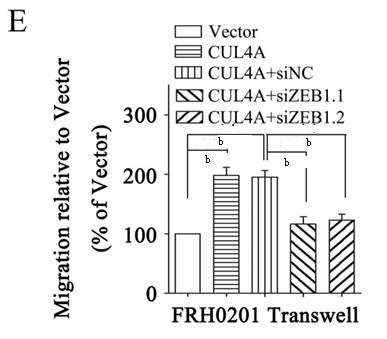 E
Vector
CUL4A
CUL4A+siNC
CUL4A+siZEB1.1
CUL4A+siZEB1.2
Migration relative to Vector
(% of Vector)
300
200
100
0
b
b
b
b
FRH0201 Transwell